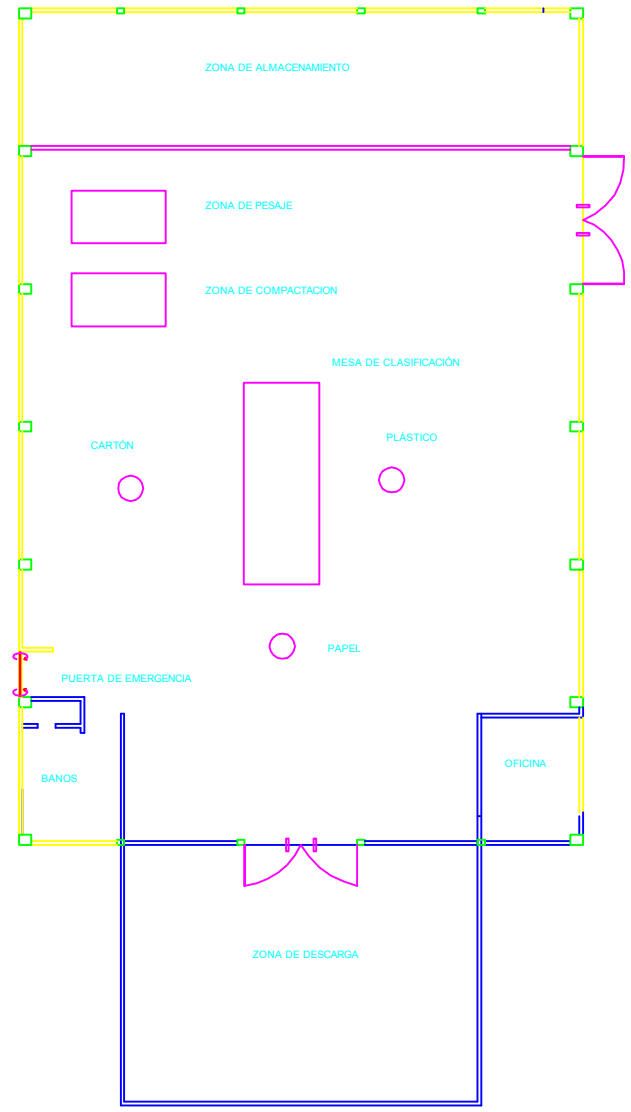 ZONA DE ALMACENAMIENTO
ZONA DE PESAJE
ZONA DE COMPACTACION
MESA DE CLASIFICACIÓN
CARTÓN
PLÁSTICO
PAPEL
PUERTA DE EMERGENCIA
OFICINA
BANOS
ZONA DE DESCARGA